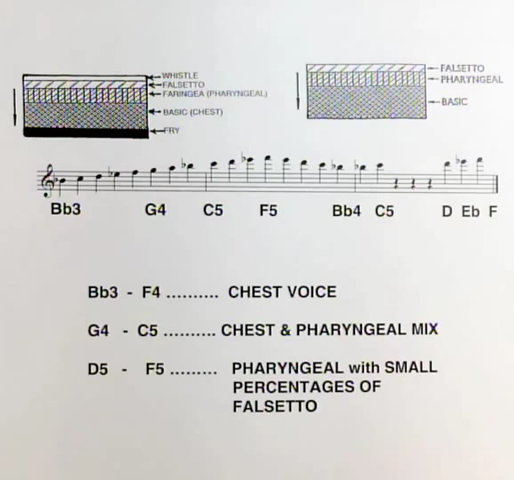 WHISTLE
FALSETTO
FARINGEA (PHARYNGEAL)
BASIC (CHEST)
FRY
FALSETTO
PHARYNGEAL
BASIC
Bb3 G4 C5 F5 Bb4 C5 D Eb F
Bb3 - F4 .......... CHEST VOICE
G4 - C5 .......... CHEST & PHARYNGEAL MIX
D5 - F5 ......... PHARYNGEAL with SMALL
PERCENTAGES OF
FALSETTO